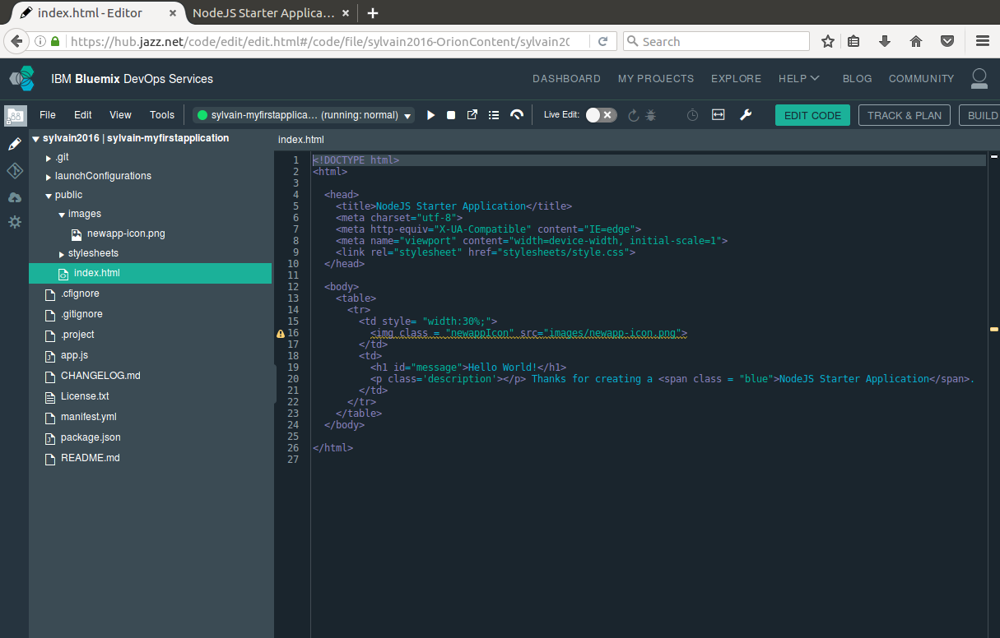 index.html - Editor × NodeJS Starter Applica... × +
https://hub.jazz.net/code/edit/edit.html#/code/file/sylvain2016-OrionContent/sylvain20
Search
IBM Bluemix DevOps Services
DASHBOARD MY PROJECTS EXPLORE HELP BLOG COMMUNITY
File Edit View Tools sylvain-myfirstapplica... (running: normal) Live Edit: EDIT CODE TRACK & PLAN BUILD
sylvain2016 | sylvain-myfirstapplication
.git
launchConfigurations
public
images
newapp-icon.png
stylesheets
index.html
.cfignore
.gitignore
.project
app.js
CHANGELOG.md
License.txt
manifest.yml
package.json
README.md
index.html
1 <!DOCTYPE html>
2 <html>
3
4 <head>
5 <title>NodeJS Starter Application</title>
6 <meta charset="utf-8">
7 <meta http-equiv="X-UA-Compatible" content="IE=edge">
8 <meta name="viewport" content="width=device-width, initial-scale=1">
9 <link rel="stylesheet" href="stylesheets/style.css">
10 </head>
11
12 <body>
13 <table>
14 <tr>
15 <td style= "width:30%;">
16 <img class = "newappIcon" src="images/newapp-icon.png">
17 </td>
18 <td>
19 <h1 id="message">Hello World!</h1>
20 <p class='description'></p> Thanks for creating a <span class = "blue">NodeJS Starter Application</span>.
21 </td>
22 </tr>
23 </table>
24 </body>
25
26 </html>
27